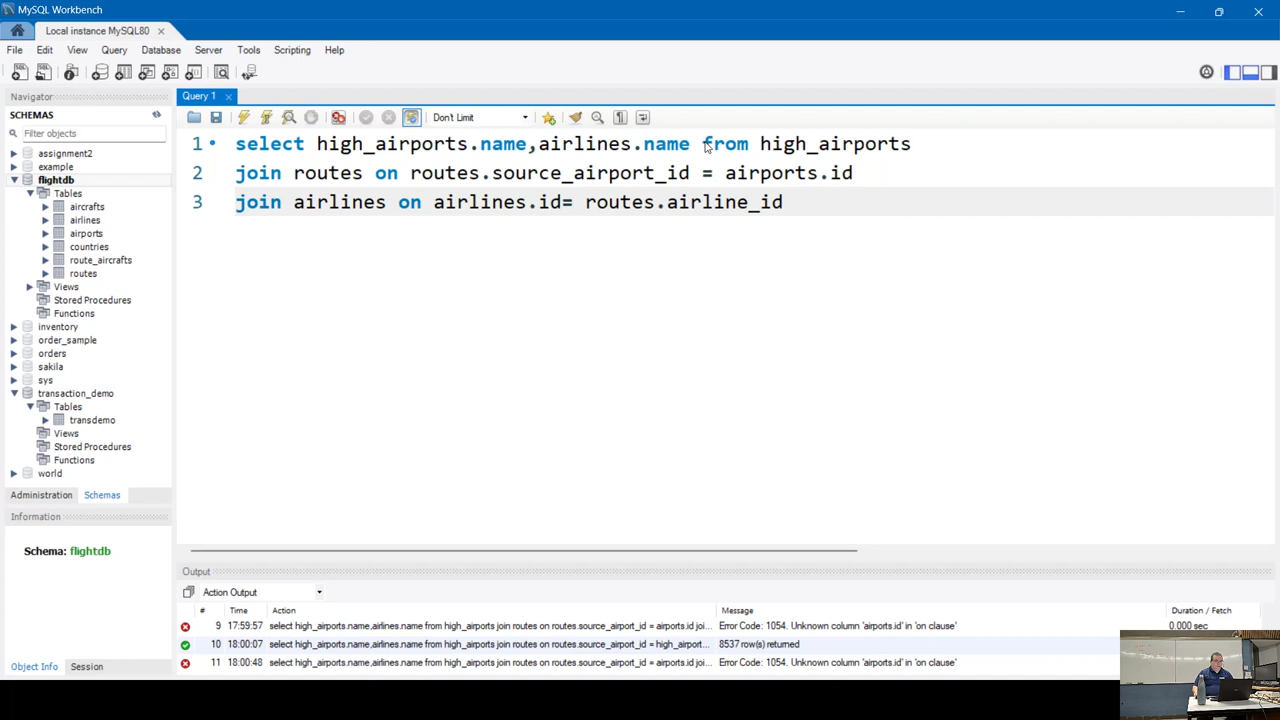 MySQL Workbench
Local instance MySQL80
File Edit View Query Database Server Tools Scripting Help
Navigator
SCHEMAS
Filter objects
assignment2
example
flightdb
Tables
aircrafts
airlines
airports
countries
route_aircrafts
routes
Views
Stored Procedures
Functions
inventory
order_sample
orders
sakila
sys
transaction_demo
Tables
transdemo
Views
Stored Procedures
Functions
world
Administration Schemas
Information
Schema: flightdb
Object Info Session
Query 1
Don't Limit
1 select high_airports.name,airlines.name from high_airports
2 join routes on routes.source_airport_id = airports.id
3 join airlines on airlines.id= routes.airline_id
Output
Action Output
# Time Action Message Duration / Fetch
9 17:59:57 select high_airports.name,airlines.name from high_airports join routes on routes.source_airport_id = airports.id joi... Error Code: 1054. Unknown column 'airports.id' in 'on clause' 0.000 sec
10 18:00:07 select high_airports.name,airlines.name from high_airports join routes on routes.source_airport_id = high_airport... 8537 row(s) returned
11 18:00:48 select high_airports.name,airlines.name from high_airports join routes on routes.source_airport_id = airports.id joi... Error Code: 1054. Unknown column 'airports.id' in 'on clause'